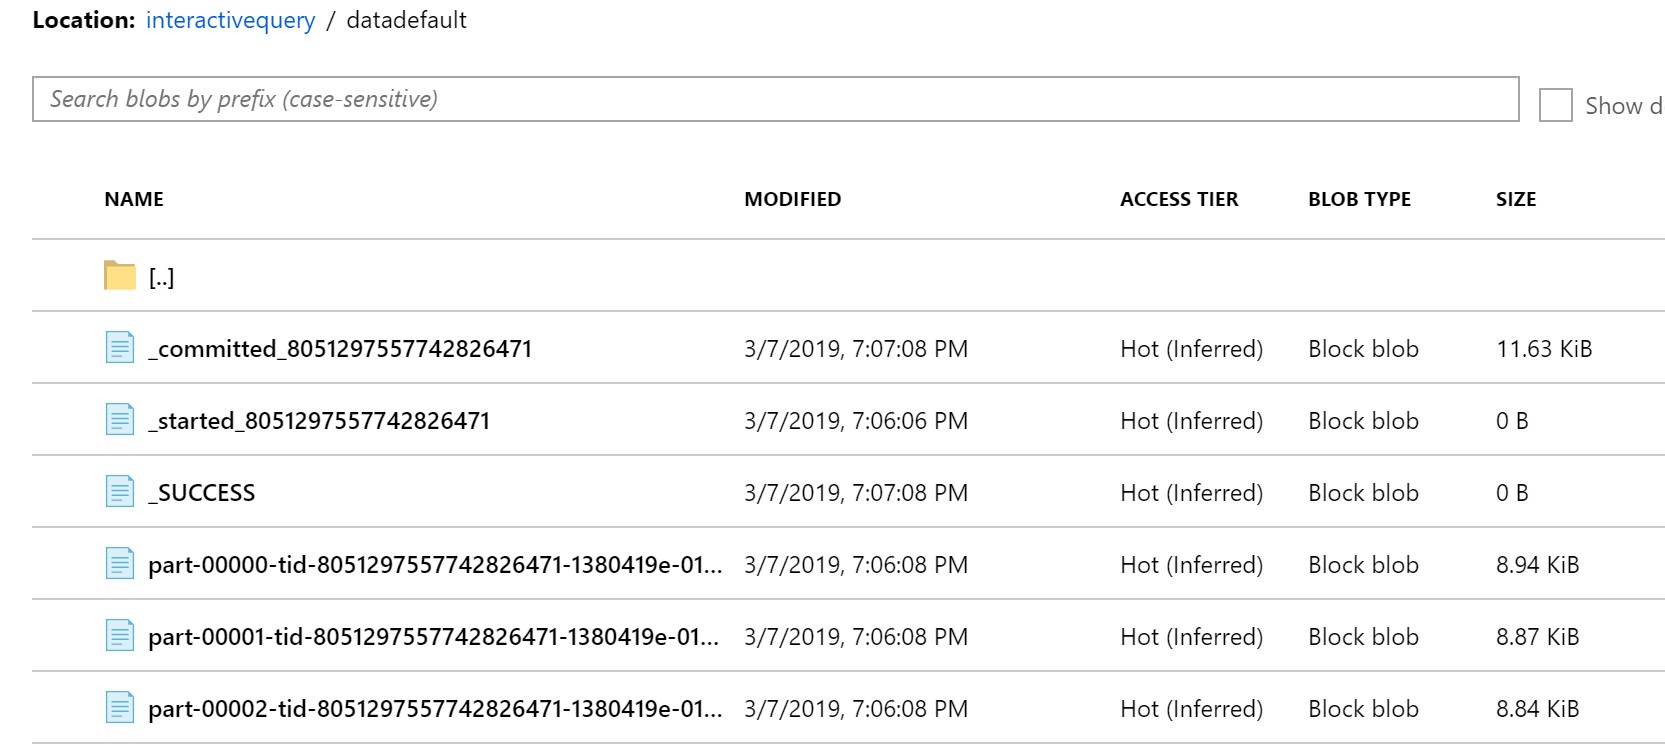 Location: interactivequery / datadefault
Search blobs by prefix (case-sensitive)
Show d
NAME MODIFIED ACCESS TIER BLOB TYPE SIZE
[..]
_committed_8051297557742826471 3/7/2019, 7:07:08 PM Hot (Inferred) Block blob 11.63 KiB
_started_8051297557742826471 3/7/2019, 7:06:06 PM Hot (Inferred) Block blob 0 B
_SUCCESS 3/7/2019, 7:07:08 PM Hot (Inferred) Block blob 0 B
part-00000-tid-8051297557742826471-1380419e-01... 3/7/2019, 7:06:08 PM Hot (Inferred) Block blob 8.94 KiB
part-00001-tid-8051297557742826471-1380419e-01... 3/7/2019, 7:06:08 PM Hot (Inferred) Block blob 8.87 KiB
part-00002-tid-8051297557742826471-1380419e-01... 3/7/2019, 7:06:08 PM Hot (Inferred) Block blob 8.84 KiB